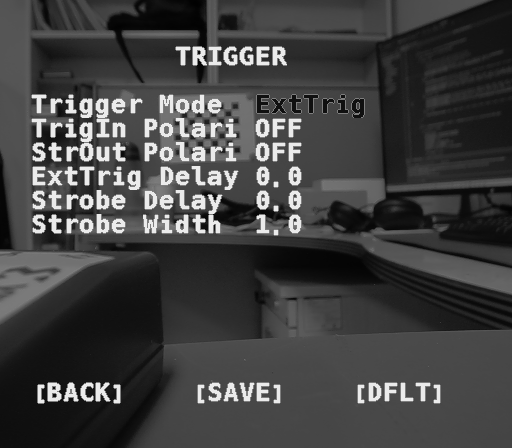 TRIGGER
Trigger Mode ExtTrig
TrigIn Polari OFF
StrOut Polari OFF
ExtTrig Delay 0.0
Strobe Delay 0.0
Strobe Width 1.0
[BACK] [SAVE] [DFLT]